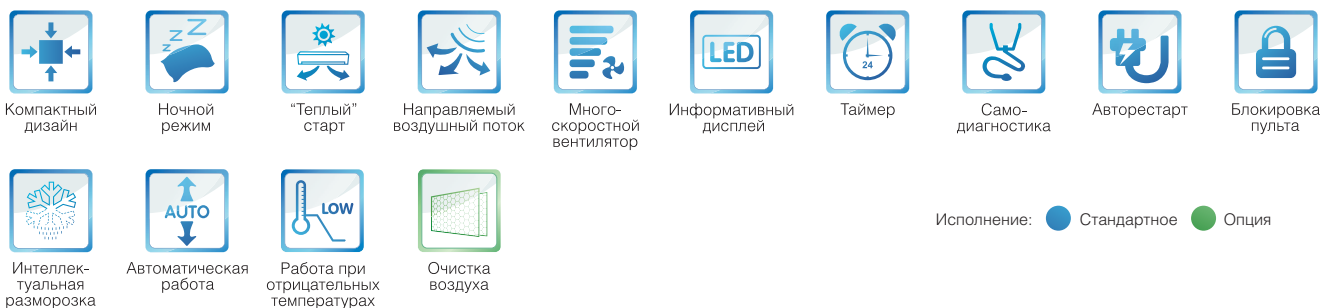 LED
24
Компактный
дизайн
Ночной
режим
“Теплый”
старт
Направляемый
воздушный поток
Много-
скоростной
вентилятор
Информативный
дисплей
Таймер
Само-
диагностика
Авторестарт
Блокировка
пульта
AUTO
LOW
Интеллек-
туальная
разморозка
Автоматическая
работа
Работа при
отрицательных
температурах
Очистка
воздуха
Исполнение: Стандартное Опция